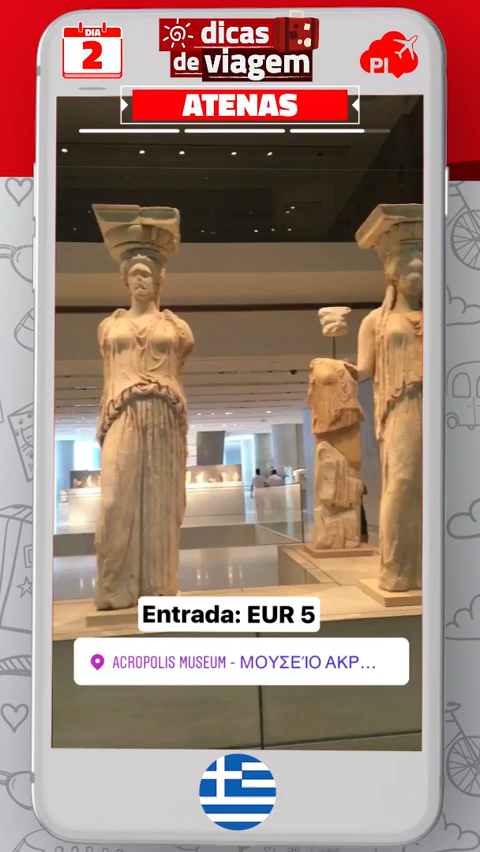 DIA
2
dicas
de viagem
PI
ATENAS
Entrada: EUR 5
ACROPOLIS MUSEUM - ΜΟΥΣΕΊΟ ΑΚΡ...